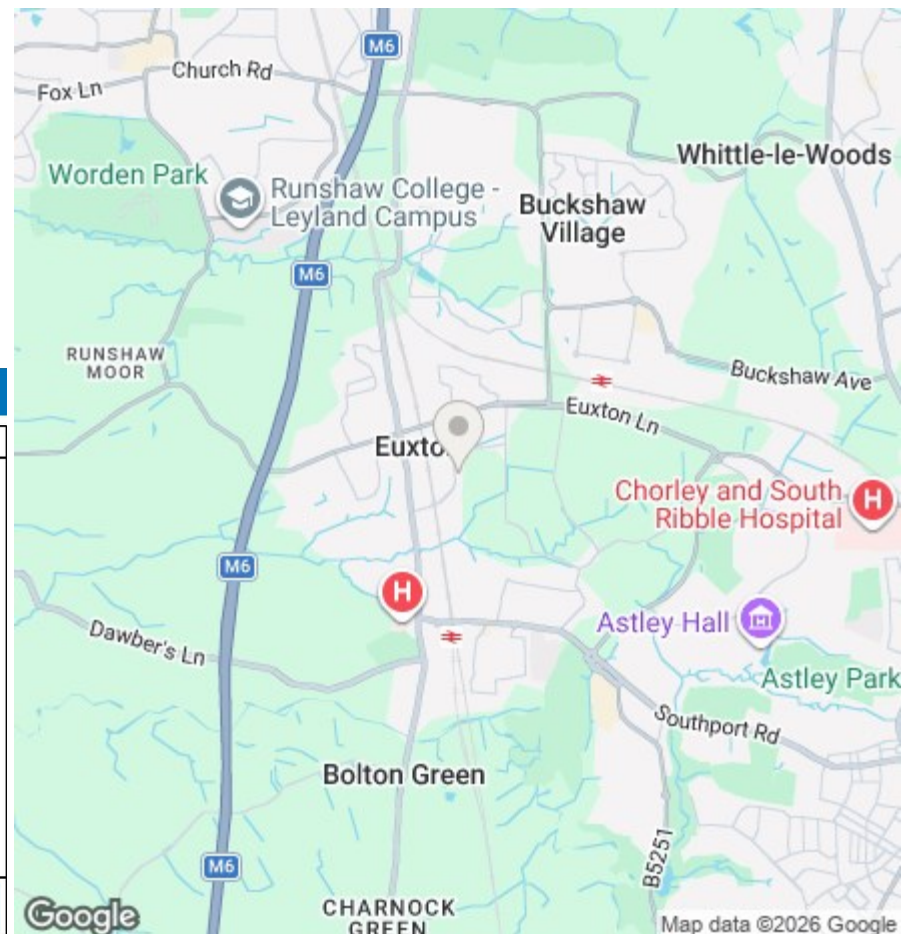 M6
Church Rd
Fox Ln
Whittle-le-Woods
Worden Park
Runshaw College -
Leyland Campus
Buckshaw
Village
M6
RUNSHAW
MOOR
Buckshaw Ave
Euxton Ln
Euxto
Chorley and South
Ribble Hospital
H
M6
H
Astley Hall
Dawber's Ln
Astley Park
Southport Rd
Bolton Green
B5251
M6
CHARNOCK
GREEN
Google
Map data ©2026 Google